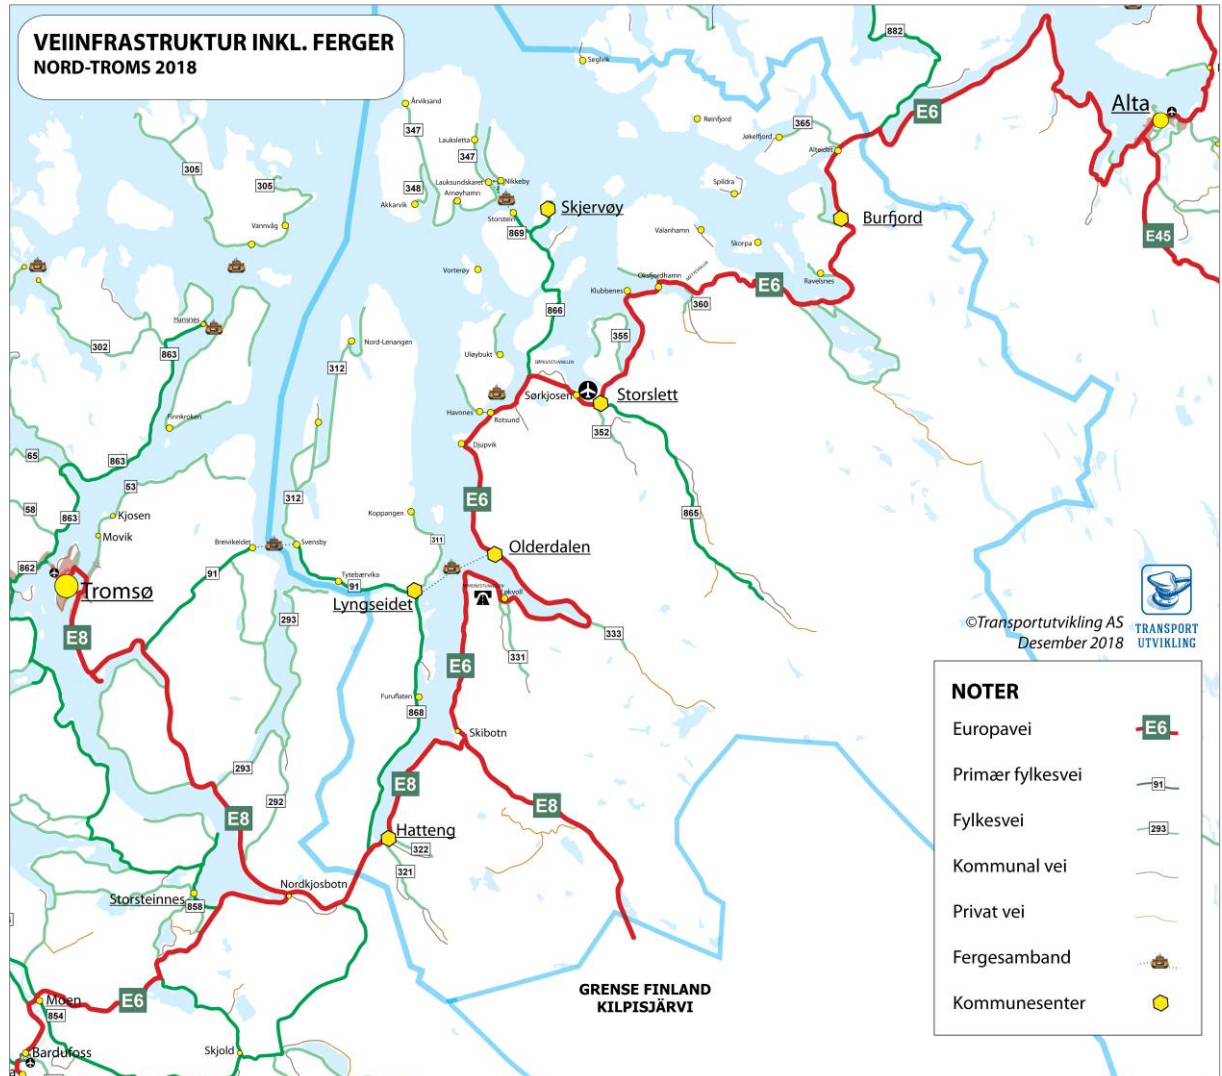 VEIINFRASTRUKTUR INKL. FERGER
NORD-TROMS 2018
882
Seglvik
Årviksand
347
Lauksletta
347
Reinfjord
Jøkelfjord
365
Alteidet
E6
Alta
305
305
348
Lauksundskaret
Nikkeby
Arnøyhamn
Akkarvik
Storstein
869
Skjervøy
Spildra
Burfjord
Vannvåg
Valanhamn
Skorpa
E45
Vorterøy
Oksfjordhamn
Klubbenes
E6
Ravelsnes
360
Hansnes
866
355
302
863
312
Nord-Lenangen
Uløybukt
Sørkjosen
Storslett
Havnnes
Rotsund
352
Finnkroken
Djupvik
65
863
53
312
E6
58
863
Kjosen
Koppangen
865
Movik
311
Breivikeidet
Svensby
Olderdalen
862
91
Tytebærvika
91
Tromsø
Lyngseidet
Løkvoll
E8
293
333
331
E6
©Transportutvikling AS
Desember 2018
TRANSPORT
UTVIKLING
Furuflaten
868
Skibotn
293
E8
E8
292
E8
Hatteng
322
321
Nordkjosbotn
Storsteinnes
858
GRENSE FINLAND
KILPISJÄRVI
Moen
E6
854
Bardufoss
Skjold
NOTER
Europavei
E6
Primær fylkesvei
91
Fylkesvei
293
Kommunal vei
Privat vei
Fergesamband
Kommunesenter